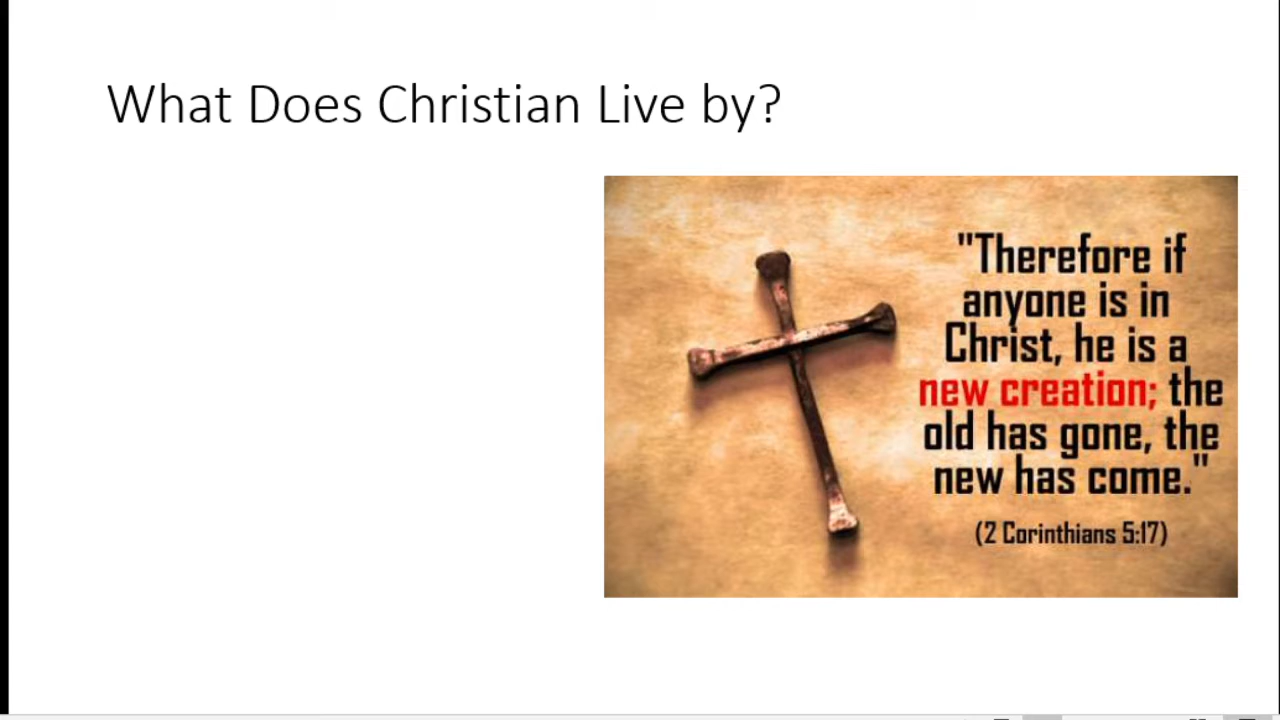 What Does Christian Live by?
"Therefore if
anyone is in
Christ, he is a
new creation; the
old has gone, the
new has come."
(2 Corinthians 5:17)